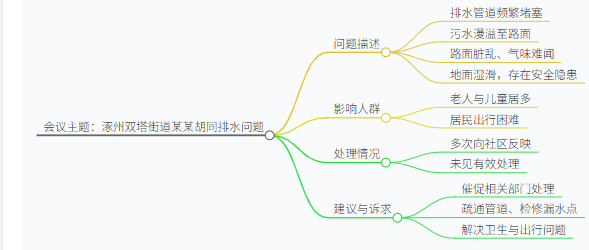 排水管道频繁堵塞
污水漫溢至路面
问题描述
路面脏乱、气味难闻
地面湿滑，存在安全隐患
老人与儿童居多
影响人群
居民出行困难
会议主题：涿州双塔街道某某胡同排水问题
多次向社区反映
处理情况
未见有效处理
催促相关部门处理
建议与诉求
疏通管道、检修漏水点
解决卫生与出行问题